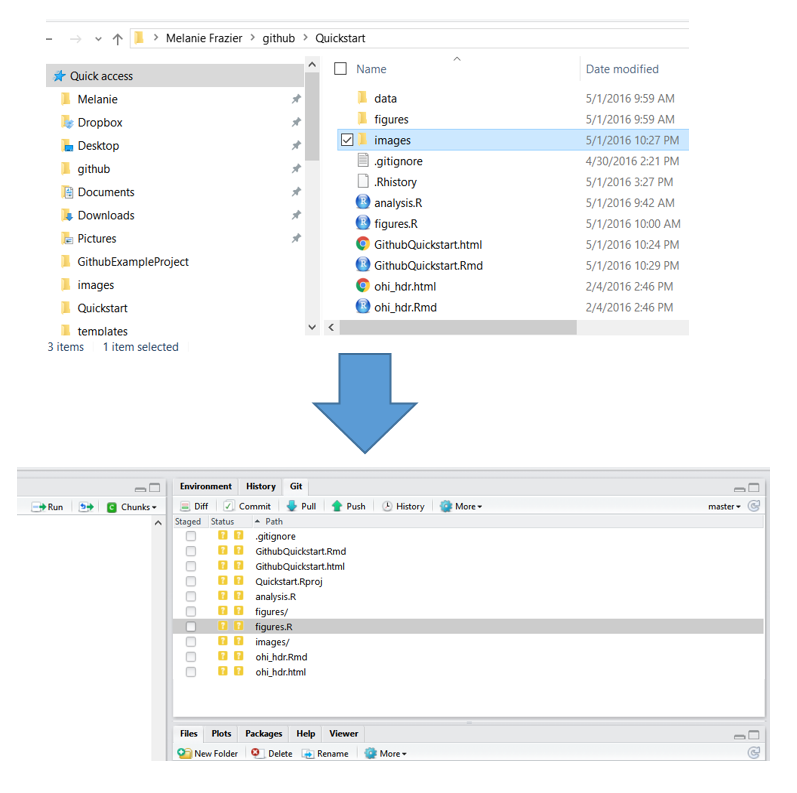 Melanie Frazier > github > Quickstart
Quick access
Melanie
Dropbox
Desktop
github
Documents
Downloads
Pictures
GithubExampleProject
images
Quickstart
templates
Name Date modified
data 5/1/2016 9:59 AM
figures 5/1/2016 9:59 AM
images 5/1/2016 10:27 PM
.gitignore 4/30/2016 2:21 PM
.Rhistory 5/1/2016 3:27 PM
analysis.R 5/1/2016 9:42 AM
figures.R 5/1/2016 10:00 AM
GithubQuickstart.html 5/1/2016 10:24 PM
GithubQuickstart.Rmd 5/1/2016 10:29 PM
ohi_hdr.html 2/4/2016 2:46 PM
ohi_hdr.Rmd 2/4/2016 2:46 PM
3 items 1 item selected
Run Chunks
Environment History Git
Diff Commit Pull Push History More master
Staged Status Path
? ? .gitignore
? ? GithubQuickstart.Rmd
? ? GithubQuickstart.html
? ? Quickstart.Rproj
? ? analysis.R
? ? figures/
? ? figures.R
? ? images/
? ? ohi_hdr.Rmd
? ? ohi_hdr.html
Files Plots Packages Help Viewer
New Folder Delete Rename More